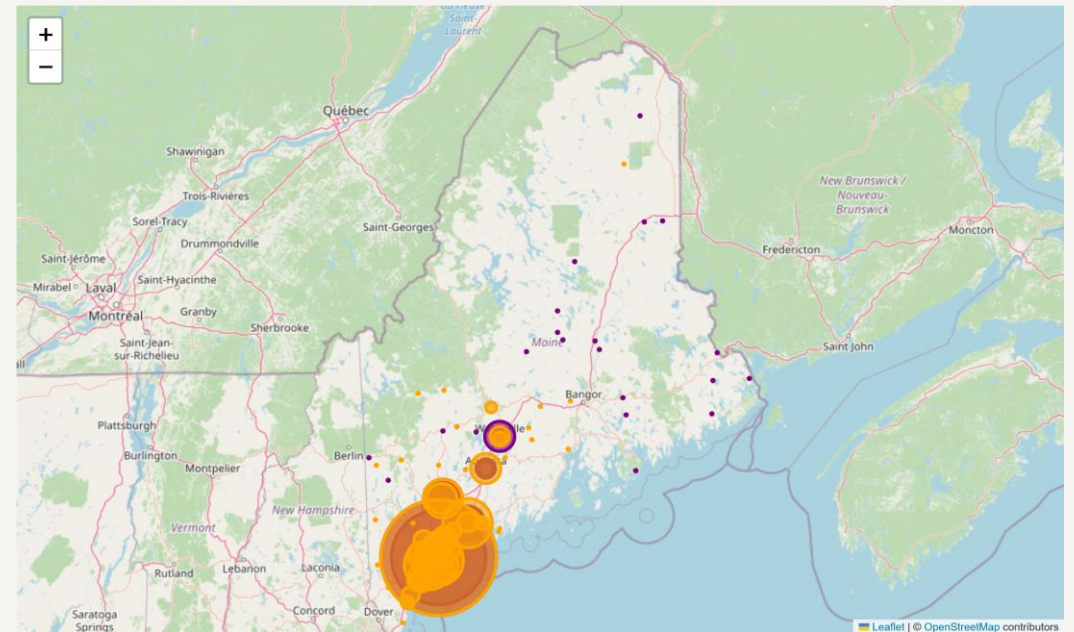 +
−
Saint-
Laurent
Québec
Shawinigan
Trois-Rivières
Sorel-Tracy
Saint-Georges
Drummondville
Saint-Jérôme
Mirabel
Laval
Saint-Hyacinthe
Montréal
Granby
Sherbrooke
Saint-Jean-
sur-Richelieu
New Brunswick /
Nouveau-
Brunswick
Moncton
Fredericton
Saint John
Maine
Bangor
Plattsburgh
Burlington
Berlin
Montpelier
New Hampshire
Vermont
Rutland
Lebanon
Laconia
Concord
Dover
Saratoga
Springs
Leaflet | © OpenStreetMap contributors